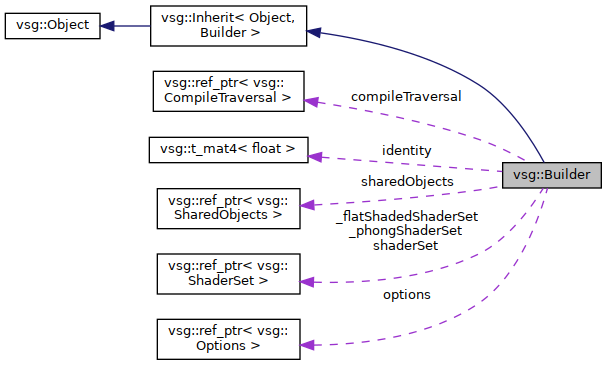 vsg::Object
vsg::Inherit< Object,
Builder >
vsg::ref_ptr< vsg::
CompileTraversal >
compileTraversal
vsg::t_mat4< float >
identity
vsg::Builder
sharedObjects
vsg::ref_ptr< vsg::
SharedObjects >
_flatShadedShaderSet
_phongShaderSet
shaderSet
vsg::ref_ptr< vsg::
ShaderSet >
options
vsg::ref_ptr< vsg::
Options >